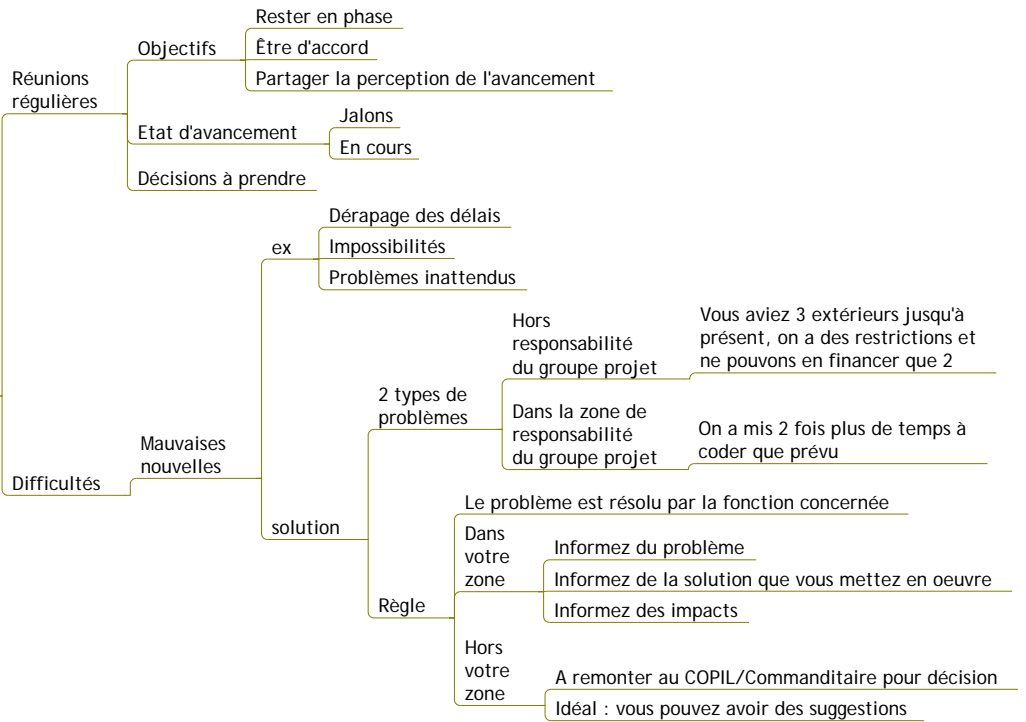 Réunions
régulières
Objectifs
Rester en phase
Être d'accord
Partager la perception de l'avancement
Etat d'avancement
Jalons
En cours
Décisions à prendre
Difficultés
Mauvaises
nouvelles
ex
Dérapage des délais
Impossibilités
Problèmes inattendus
solution
2 types de
problèmes
Hors
responsabilité
du groupe projet
Vous aviez 3 extérieurs jusqu'à
présent, on a des restrictions et
ne pouvons en financer que 2
Dans la zone de
responsabilité
du groupe projet
On a mis 2 fois plus de temps à
coder que prévu
Règle
Le problème est résolu par la fonction concernée
Dans
votre
zone
Informez du problème
Informez de la solution que vous mettez en oeuvre
Informez des impacts
Hors
votre
zone
A remonter au COPIL/Commanditaire pour décision
Idéal : vous pouvez avoir des suggestions